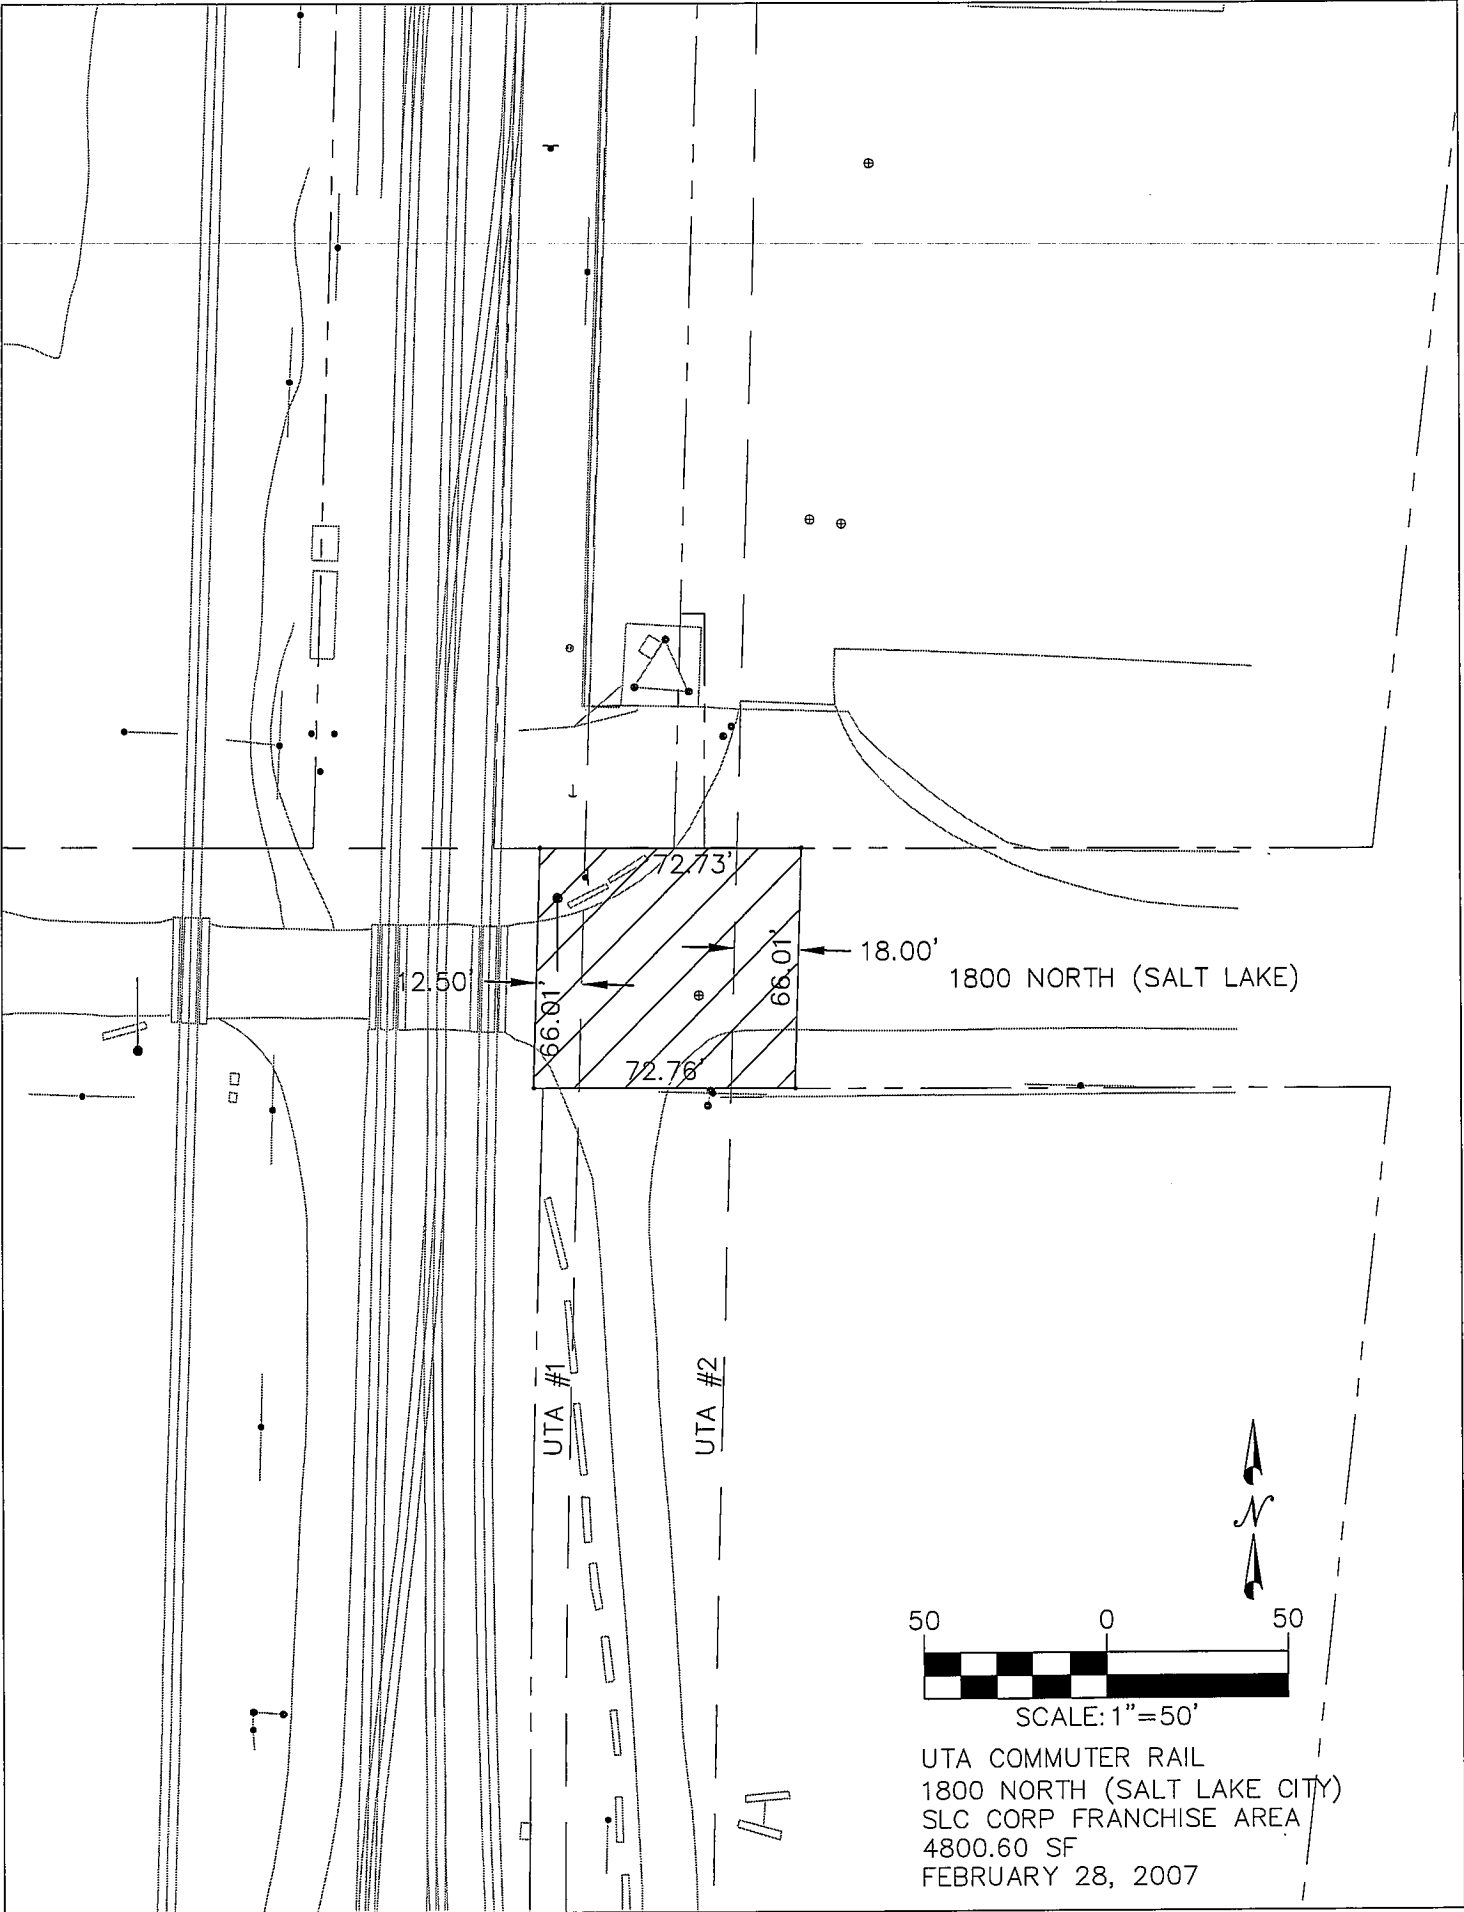 72.73'
18.00'
12.50'
66.01'
66.01'
1800 NORTH (SALT LAKE)
72.76'
UTA #1
UTA #2
N
50 0 50
SCALE: 1"=50'
UTA COMMUTER RAIL
1800 NORTH (SALT LAKE CITY)
SLC CORP FRANCHISE AREA
4800.60 SF
FEBRUARY 28, 2007